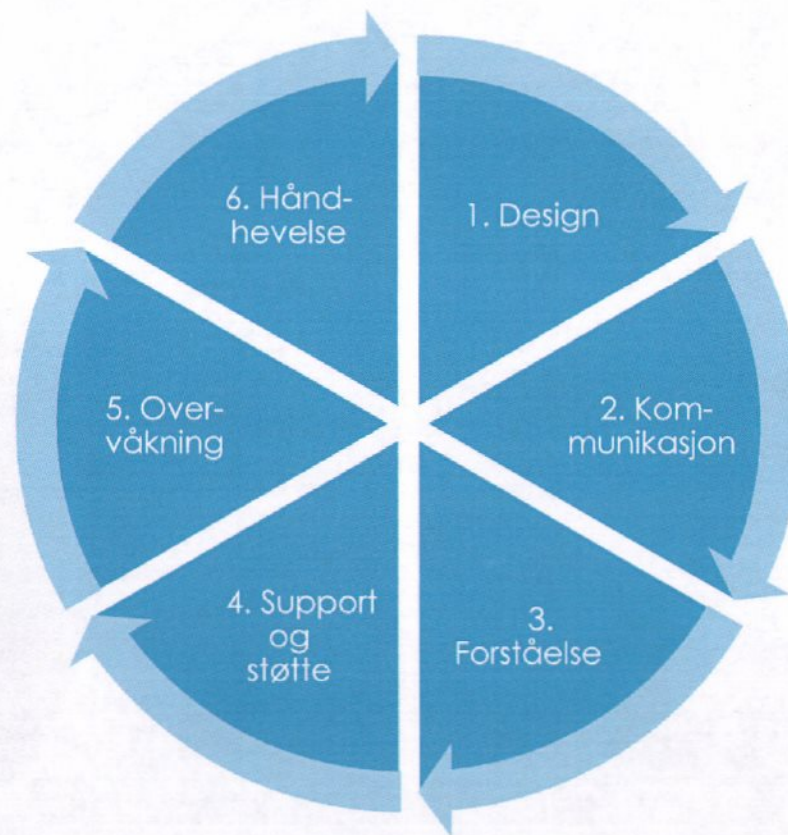 1. Design
2. Kom-
munikasjon
3.
Forståelse
4. Support
og
støtte
5. Over-
våkning
6. Hånd-
hevelse